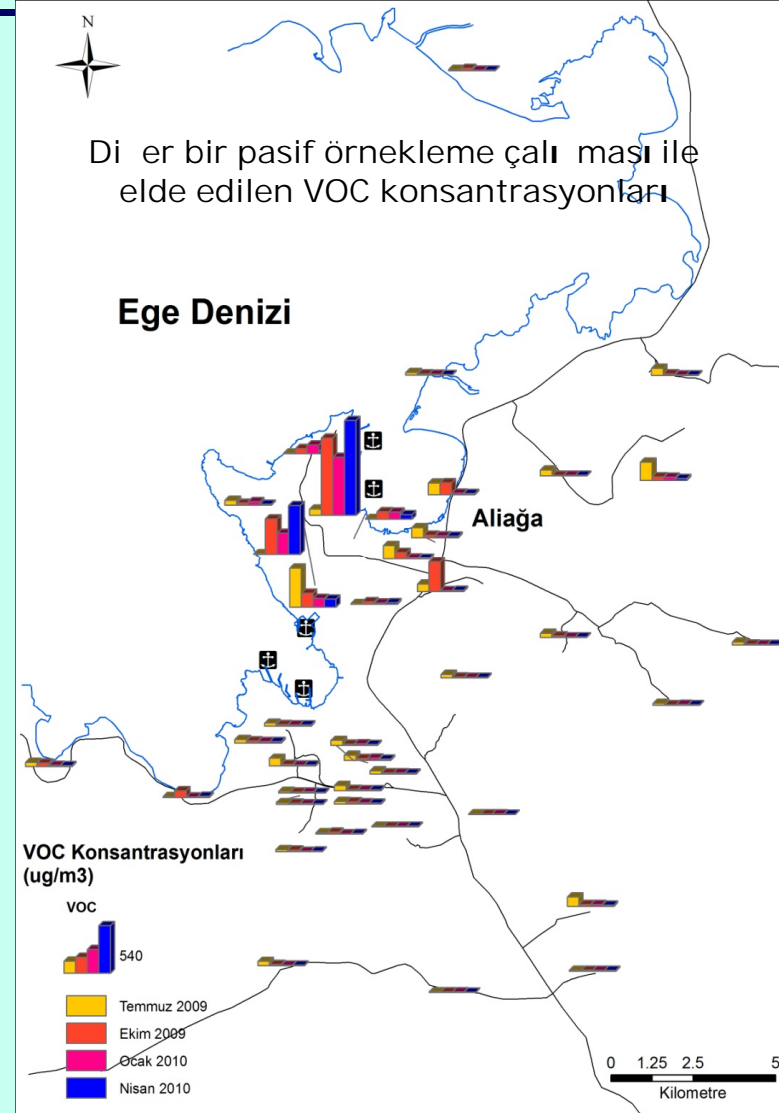 N
Di er bir pasif örnekleme çalı ması ile
elde edilen VOC konsantrasyonları
Ege Denizi
Aliağa
VOC Konsantrasyonları
(ug/m3)
VOC
540
Temmuz 2009
Ekim 2009
Ocak 2010
Nisan 2010
0 1.25 2.5 5
Kilometre